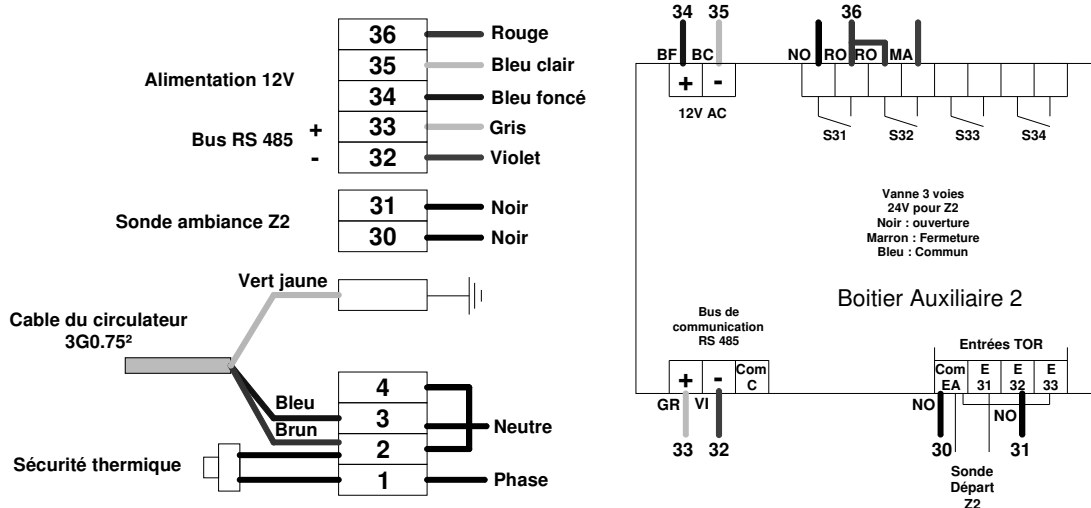 36 Rouge
Alimentation 12V 35 Bleu clair
34 Bleu foncé
Bus RS 485 + 33 Gris
- 32 Violet
Sonde ambiance Z2 31 Noir
30 Noir
Vert jaune
Cable du circulateur
3G0.75²
4
Bleu 3 Neutre
Brun 2
Sécurité thermique
1 Phase
34 35 36
BF BC NO RO RO MA
+ -
12V AC
S31 S32 S33 S34
Vanne 3 voies
24V pour Z2
Noir : ouverture
Marron : Fermeture
Bleu : Commun
Boitier Auxiliaire 2
Bus de
communication
RS 485
Entrées TOR
+ - Com C
Com EA E 31 E 32 E 33
GR VI NO NO
33 32 30 31
Sonde
Départ
Z2